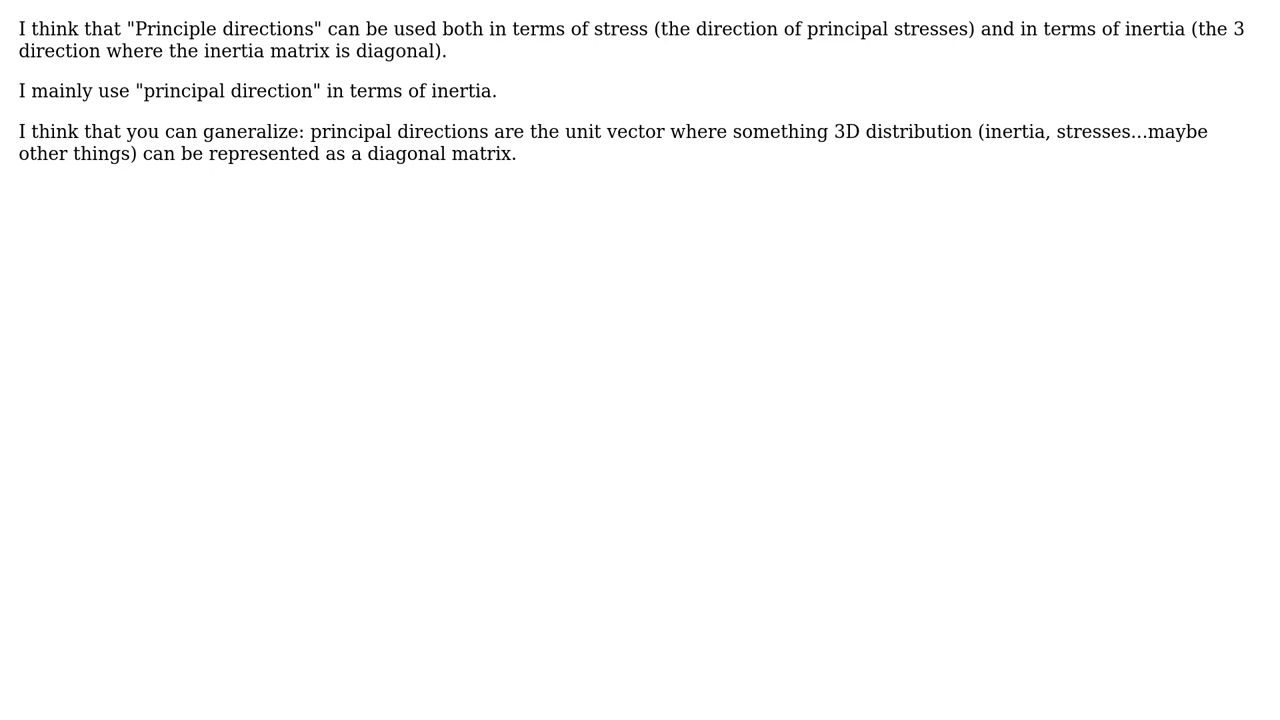 I think that "Principle directions" can be used both in terms of stress (the direction of principal stresses) and in terms of inertia (the 3
direction where the inertia matrix is diagonal).
I mainly use "principal direction" in terms of inertia.
I think that you can ganeralize: principal directions are the unit vector where something 3D distribution (inertia, stresses...maybe
other things) can be represented as a diagonal matrix.